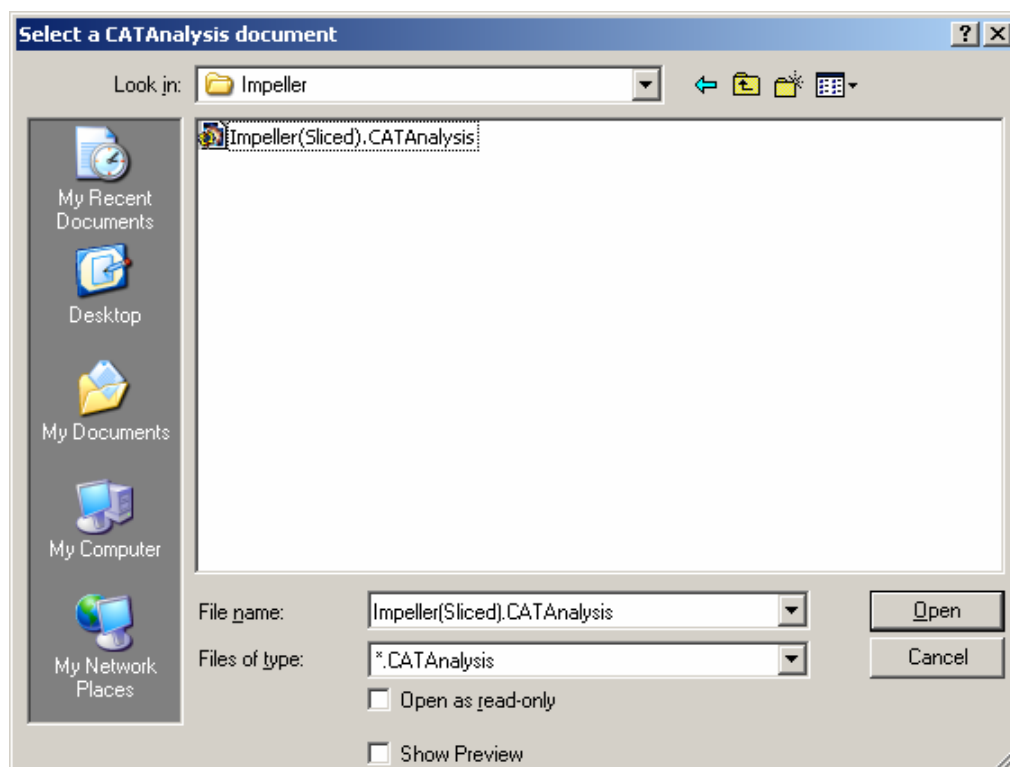 Select a CATAnalysis document
Look in:
Impeller
Impeller(Sliced).CATAnalysis
My Recent
Documents
Desktop
My Documents
My Computer
My Network
Places
File name:
Impeller(Sliced).CATAnalysis
Open
Files of type:
*.CATAnalysis
Cancel
Open as read-only
Show Preview